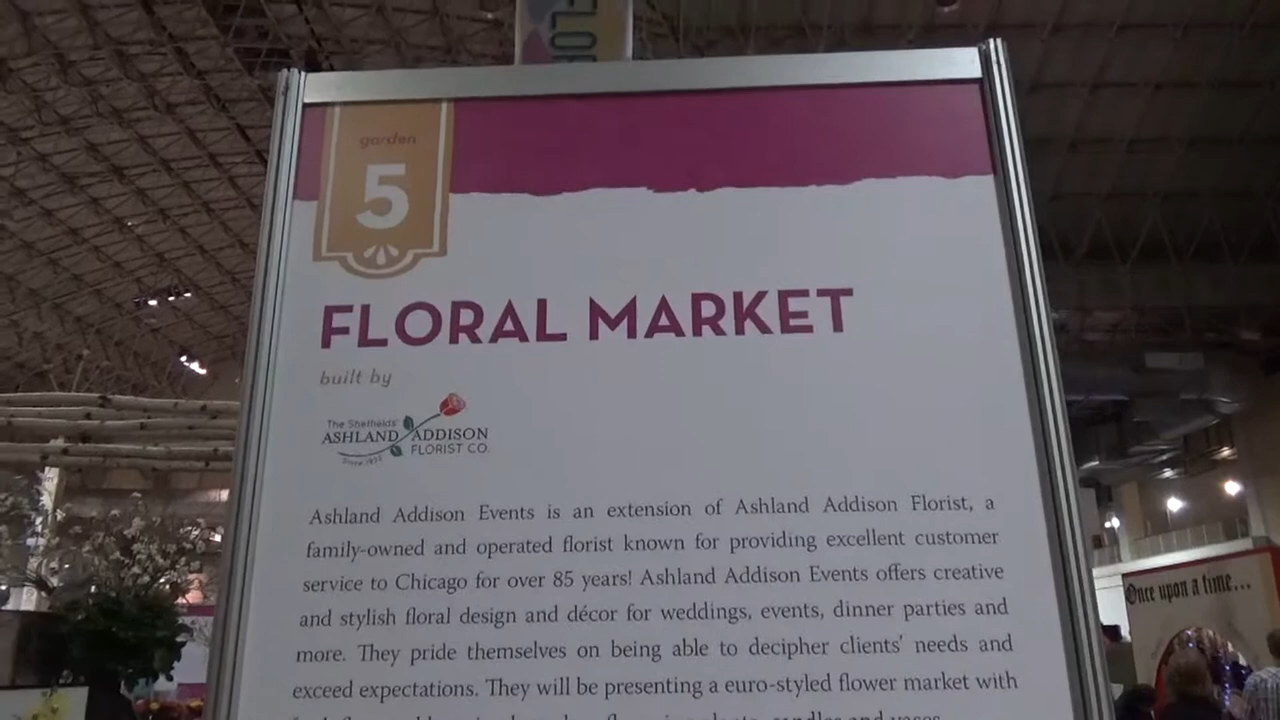 garden
5
FLORAL MARKET
built by
The Sheffields'
ASHLAND ADDISON
FLORIST CO.
Ashland Addison Events is an extension of Ashland Addison Florist, a
family-owned and operated florist known for providing excellent customer
service to Chicago for over 85 years! Ashland Addison Events offers creative
and stylish floral design and décor for weddings, events, dinner parties and
more. They pride themselves on being able to decipher clients' needs and
exceed expectations. They will be presenting a euro-styled flower market with
Once upon a time...